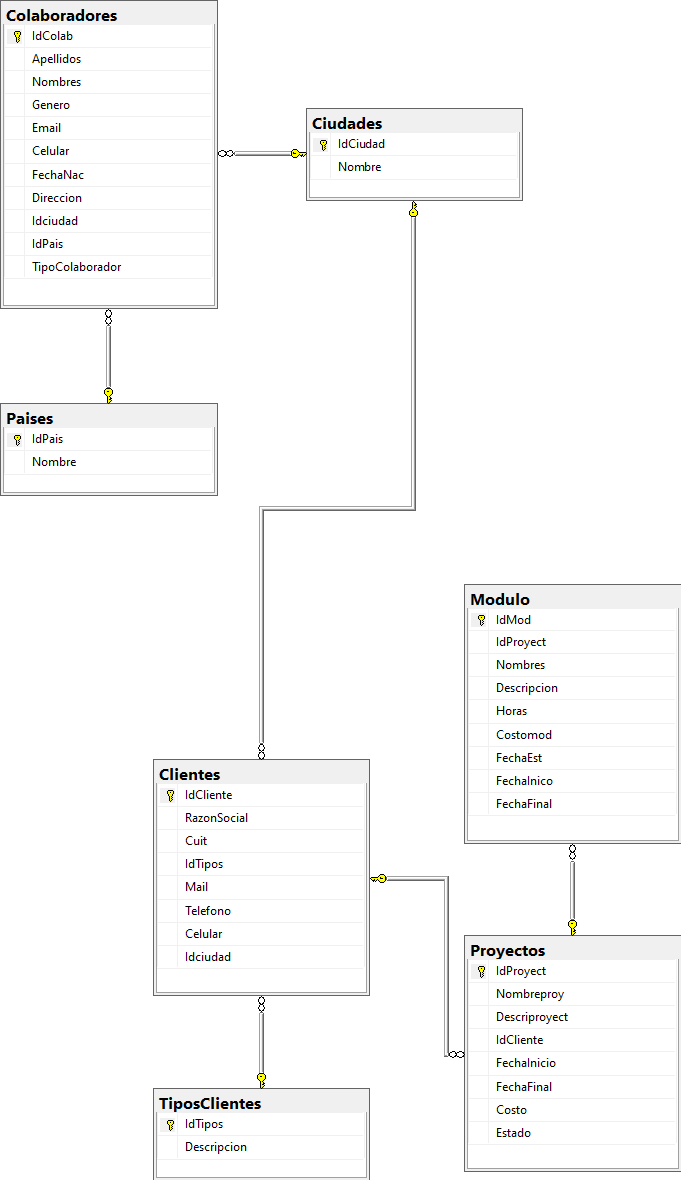 Colaboradores
IdColab
Apellidos
Nombres
Genero
Email
Celular
FechaNac
Direccion
Idciudad
IdPais
TipoColaborador
Ciudades
IdCiudad
Nombre
Paises
IdPais
Nombre
Modulo
IdMod
IdProyect
Nombres
Descripcion
Horas
Costomod
FechaEst
FechaInico
FechaFinal
Clientes
IdCliente
RazonSocial
Cuit
IdTipos
Mail
Telefono
Celular
Idciudad
Proyectos
IdProyect
Nombreproy
Descriproyect
IdCliente
FechaInicio
FechaFinal
Costo
Estado
TiposClientes
IdTipos
Descripcion